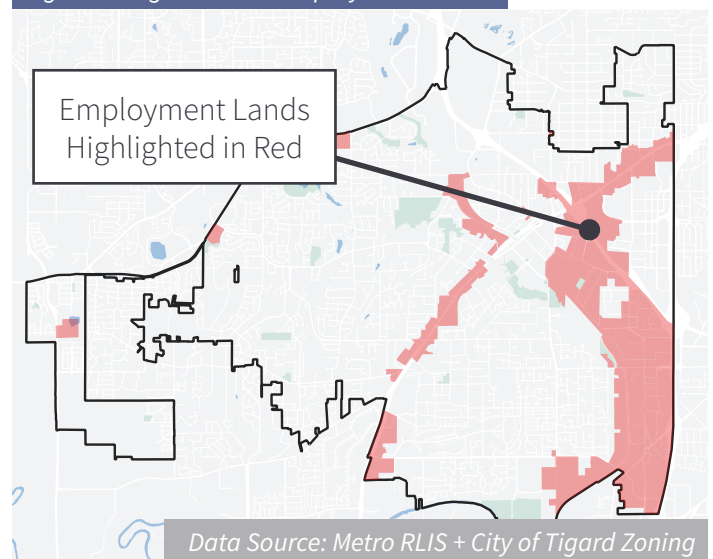 Employment Lands
Highlighted in Red
Data Source: Metro RLIS + City of Tigard Zoning